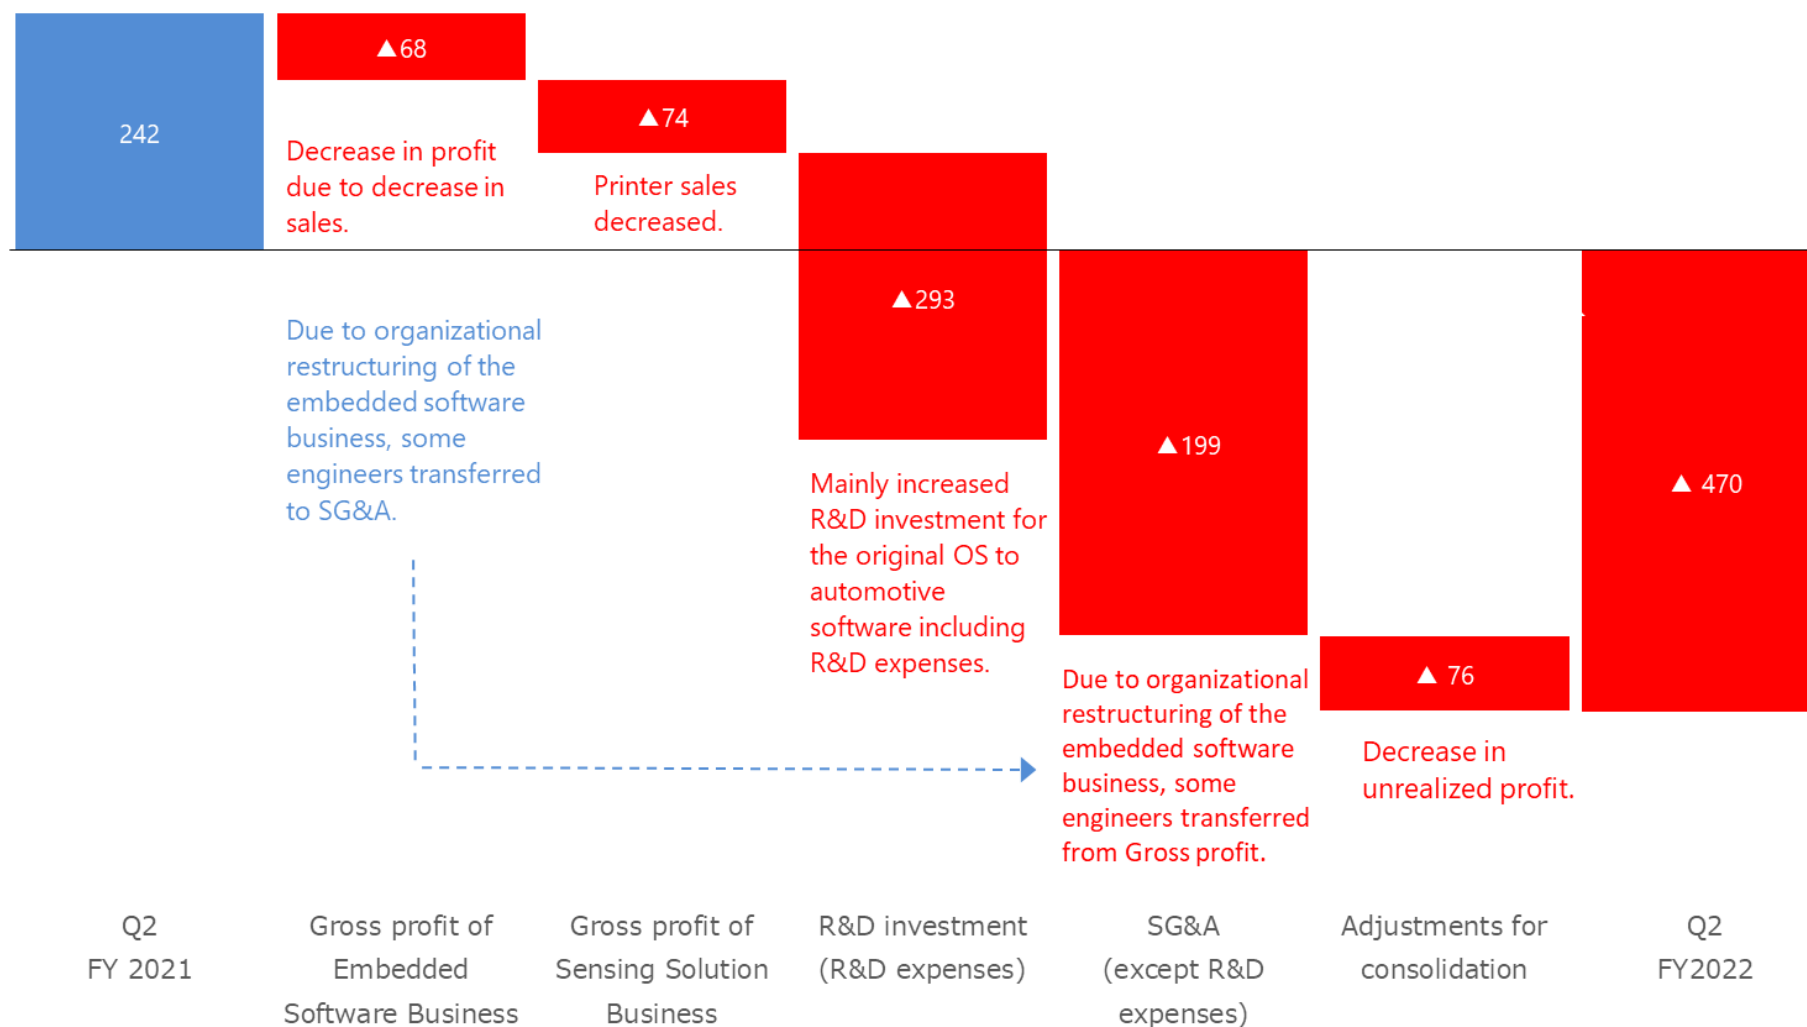 242
▲68
▲74
▲293
▲199
▲ 76
▲ 470
Decrease in profit
due to decrease in
sales.
Printer sales
decreased.
Due to organizational
restructuring of the
embedded software
business, some
engineers transferred
to SG&A.
Mainly increased
R&D investment for
the original OS to
automotive
software including
R&D expenses.
Due to organizational
restructuring of the
embedded software
business, some
engineers transferred
from Gross profit.
Decrease in
unrealized profit.
Q2
FY 2021
Gross profit of
Embedded
Software Business
Gross profit of
Sensing Solution
Business
R&D investment
(R&D expenses)
SG&A
(except R&D
expenses)
Adjustments for
consolidation
Q2
FY2022